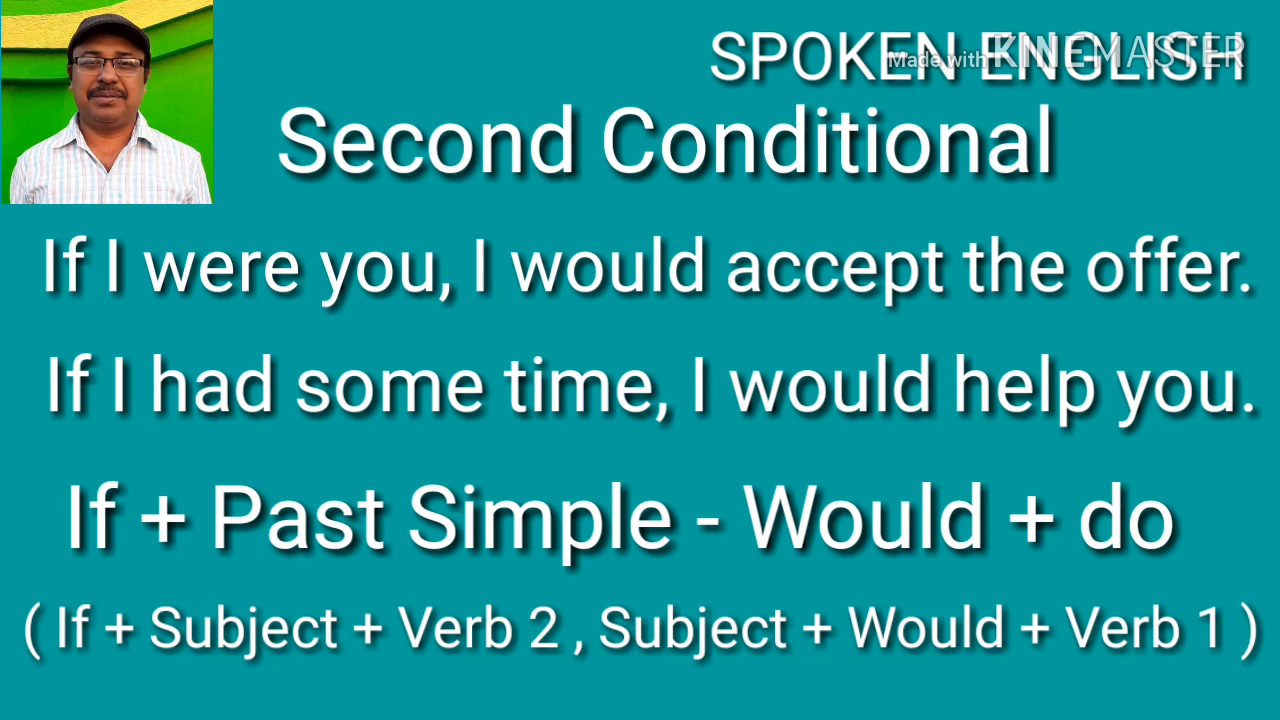 SPOKEN ENGLISH
Made with KINEMASTER
Second Conditional
If I were you, I would accept the offer.
If I had some time, I would help you.
If + Past Simple - Would + do
( If + Subject + Verb 2 , Subject + Would + Verb 1 )